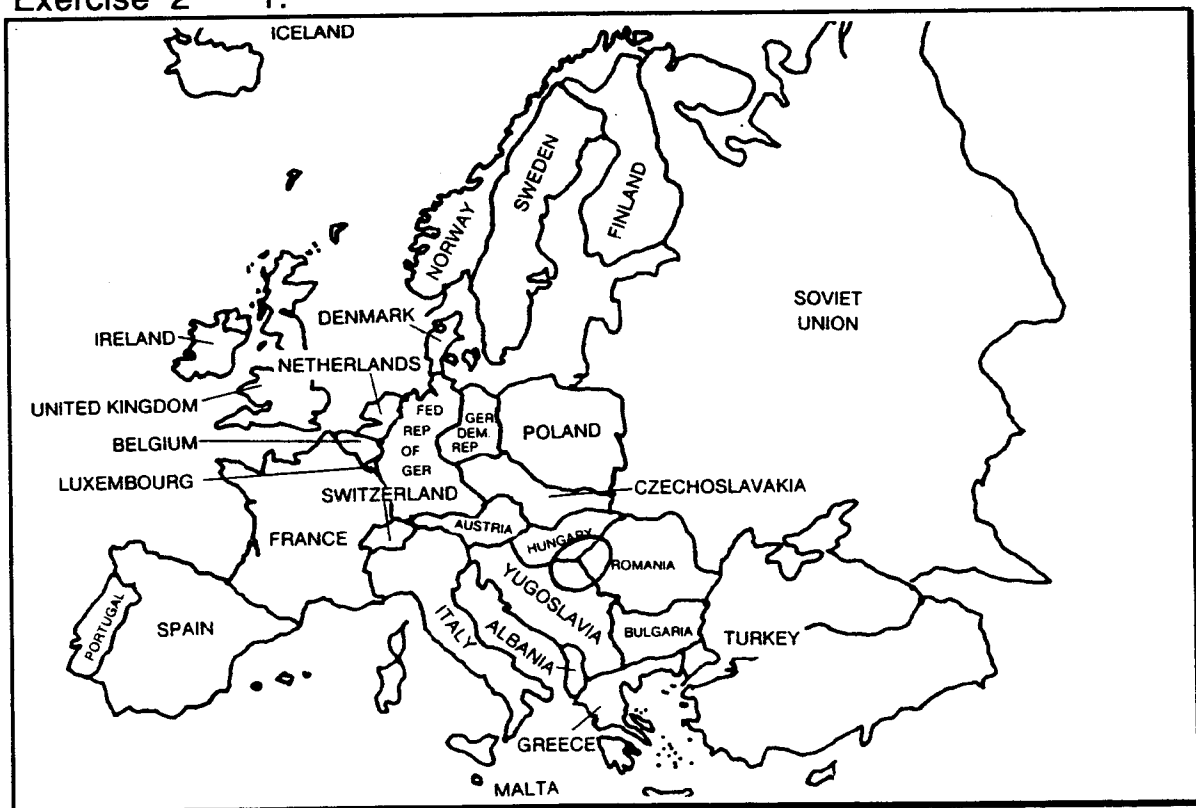 Exercise 2 1.
ICELAND
NORWAY
SWEDEN
FINLAND
SOVIET
UNION
DENMARK
IRELAND
NETHERLANDS
UNITED KINGDOM
BELGIUM
LUXEMBOURG
FED
REP
OF
GER
GER
DEM.
REP
POLAND
SWITZERLAND
CZECHOSLAVAKIA
FRANCE
AUSTRIA
HUNGARY
ROMANIA
YUGOSLAVIA
PORTUGAL
SPAIN
ITALY
ALBANIA
BULGARIA
TURKEY
GREECE
MALTA